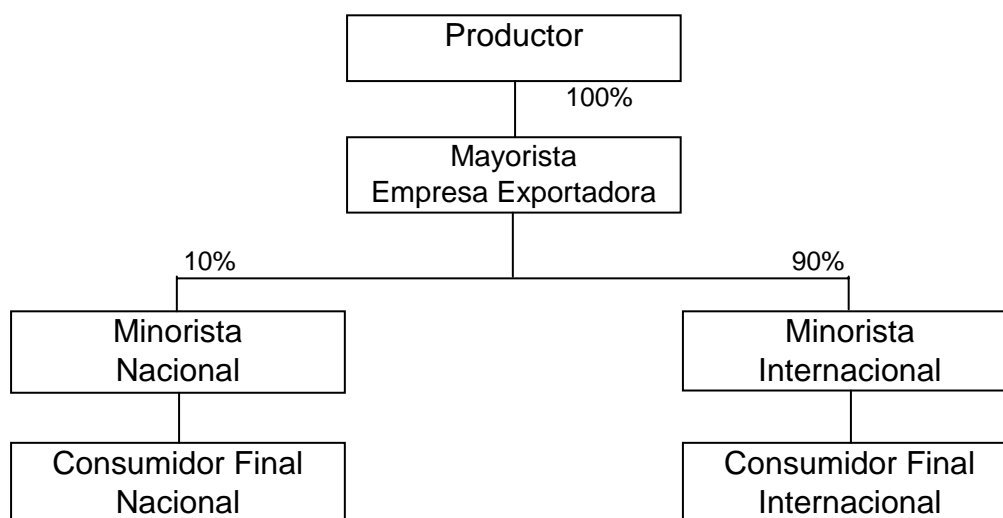 Productor
100%
Mayorista
Empresa Exportadora
10%
90%
Minorista
Nacional
Minorista
Internacional
Consumidor Final
Nacional
Consumidor Final
Internacional